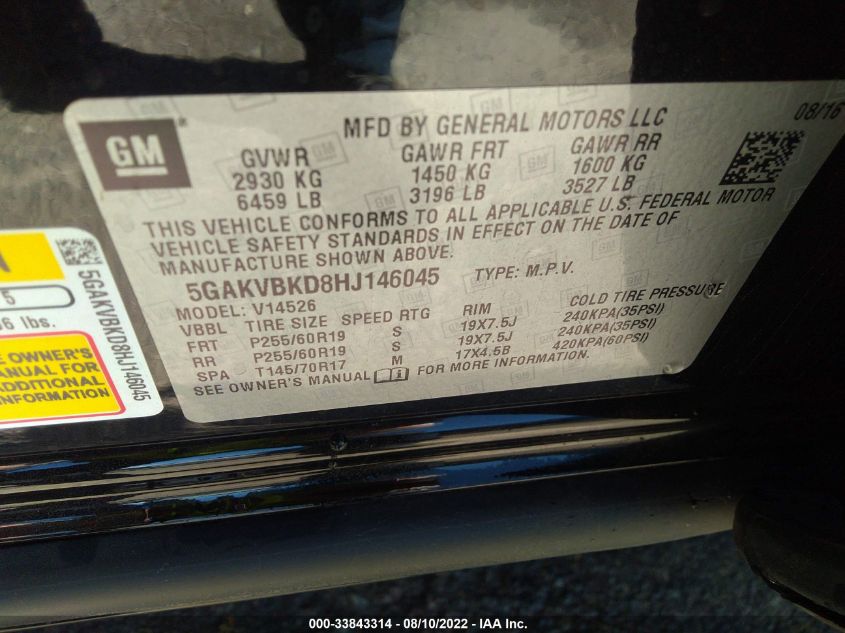 GM
MFD BY GENERAL MOTORS LLC
08/16
GVWR GAWR FRT GAWR RR
2930 KG 1450 KG 1600 KG
6459 LB 3196 LB 3527 LB
THIS VEHICLE CONFORMS TO ALL APPLICABLE U.S. FEDERAL MOTOR
VEHICLE SAFETY STANDARDS IN EFFECT ON THE DATE OF
MANUFACTURE SHOWN ABOVE.
5GAKVBKD8HJ146045 TYPE: M.P.V.
MODEL: V14526
VBBL TIRE SIZE SPEED RTG RIM COLD TIRE PRESSURE
FRT P255/60R19 S 19X7.5J 240KPA(35PSI)
RR P255/60R19 S 19X7.5J 240KPA(35PSI)
SPA T145/70R17 M 17X4.5B 420KPA(60PSI)
SEE OWNER'S MANUAL FOR MORE INFORMATION.
N
5
6 lbs.
E OWNER'S
MANUAL FOR
ADDITIONAL
INFORMATION
5GAKVBKD8HJ146045
000-33843314 - 08/10/2022 - IAA Inc.